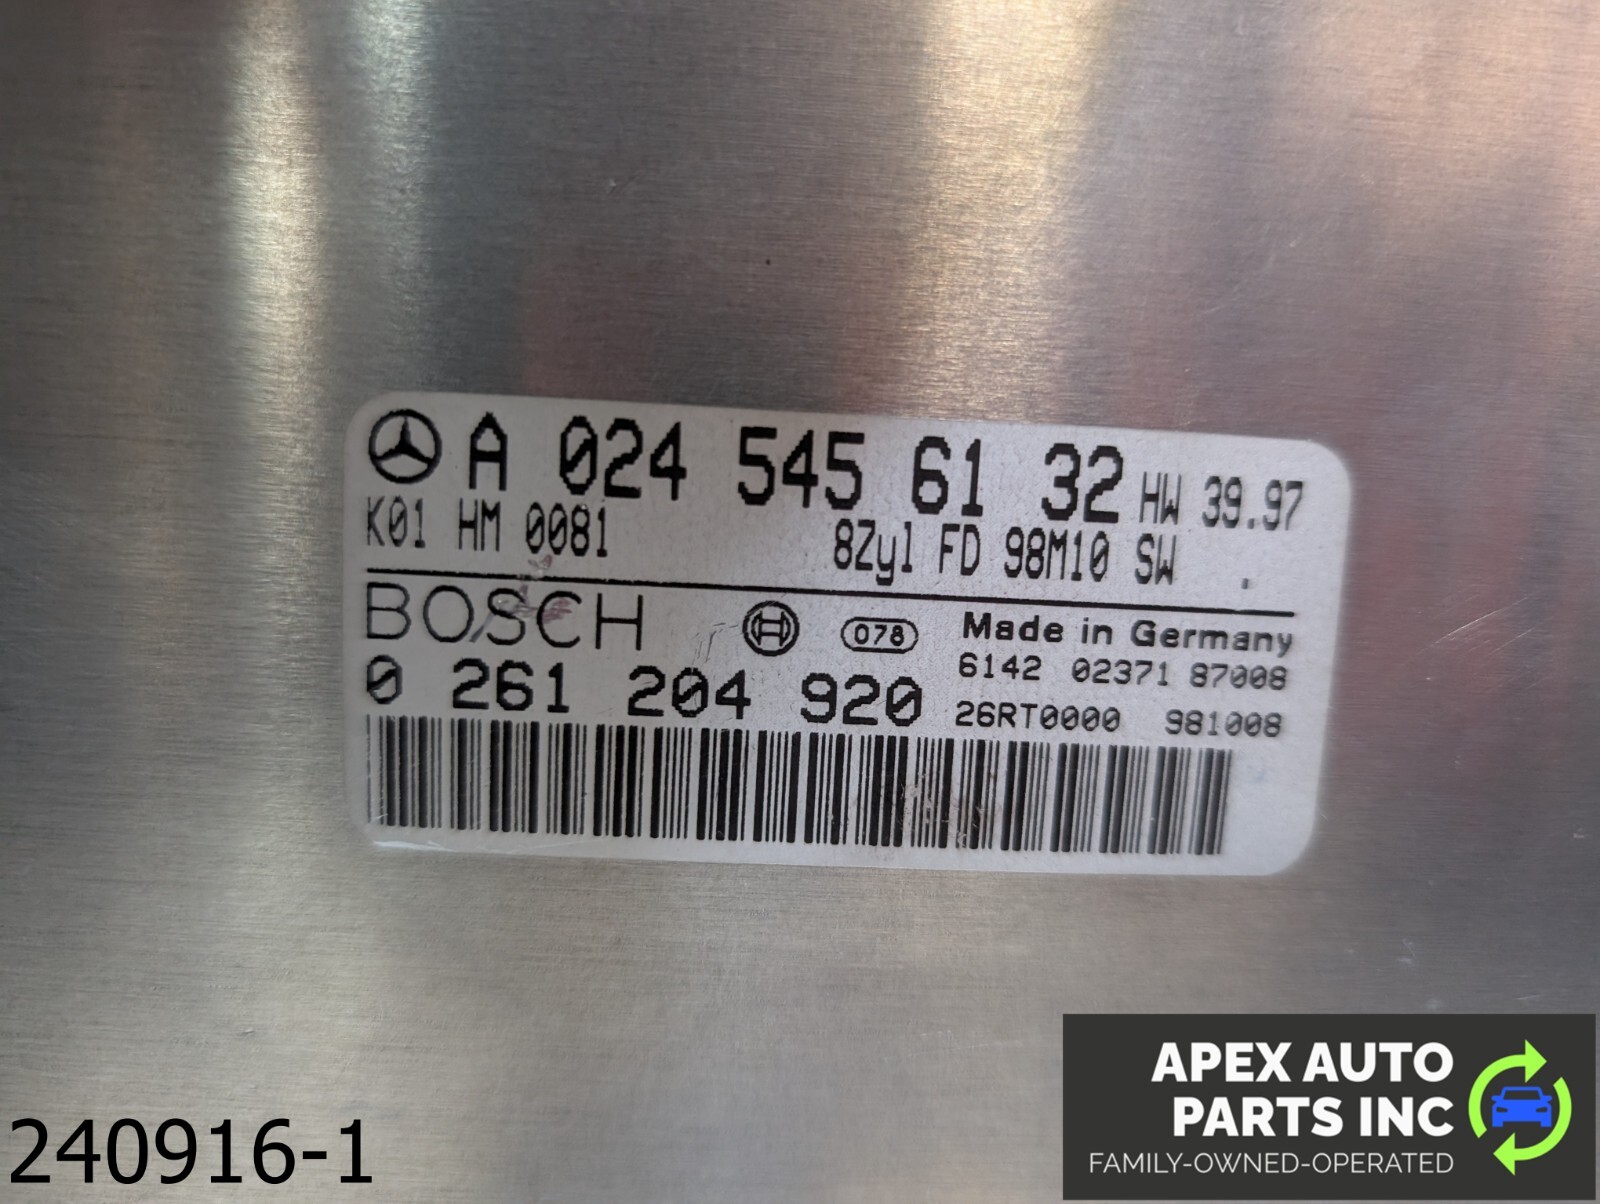 A 024 545 61 32 HW 39.97
K01 HM 0081 8Zyl FD 98M10 SW .
BOSCH 078 Made in Germany
6142 02371 87008
0 261 204 920 26RT0000 981008
APEX AUTO
PARTS INC
FAMILY-OWNED-OPERATED
240916-1